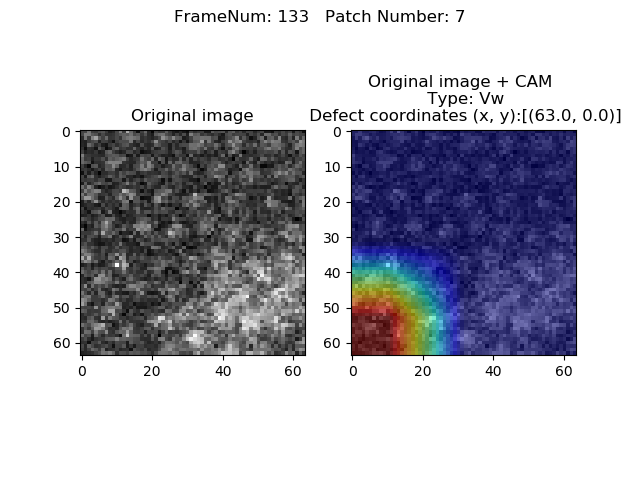 FrameNum: 133   Patch Number: 7
Original image
0
10
20
30
40
50
60
0 20 40 60
Original image + CAM
Type: Vw
Defect coordinates (x, y):[(63.0, 0.0)]
0
10
20
30
40
50
60
0 20 40 60